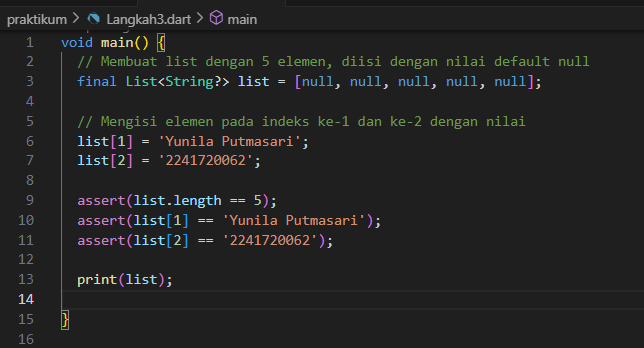 praktikum > Langkah3.dart > main
1 void main() {
2 // Membuat list dengan 5 elemen, diisi dengan nilai default null
3 final List<String?> list = [null, null, null, null, null];
4
5 // Mengisi elemen pada indeks ke-1 dan ke-2 dengan nilai
6 list[1] = 'Yunila Putmasari';
7 list[2] = '2241720062';
8
9 assert(list.length == 5);
10 assert(list[1] == 'Yunila Putmasari');
11 assert(list[2] == '2241720062');
12
13 print(list);
14
15 }
16